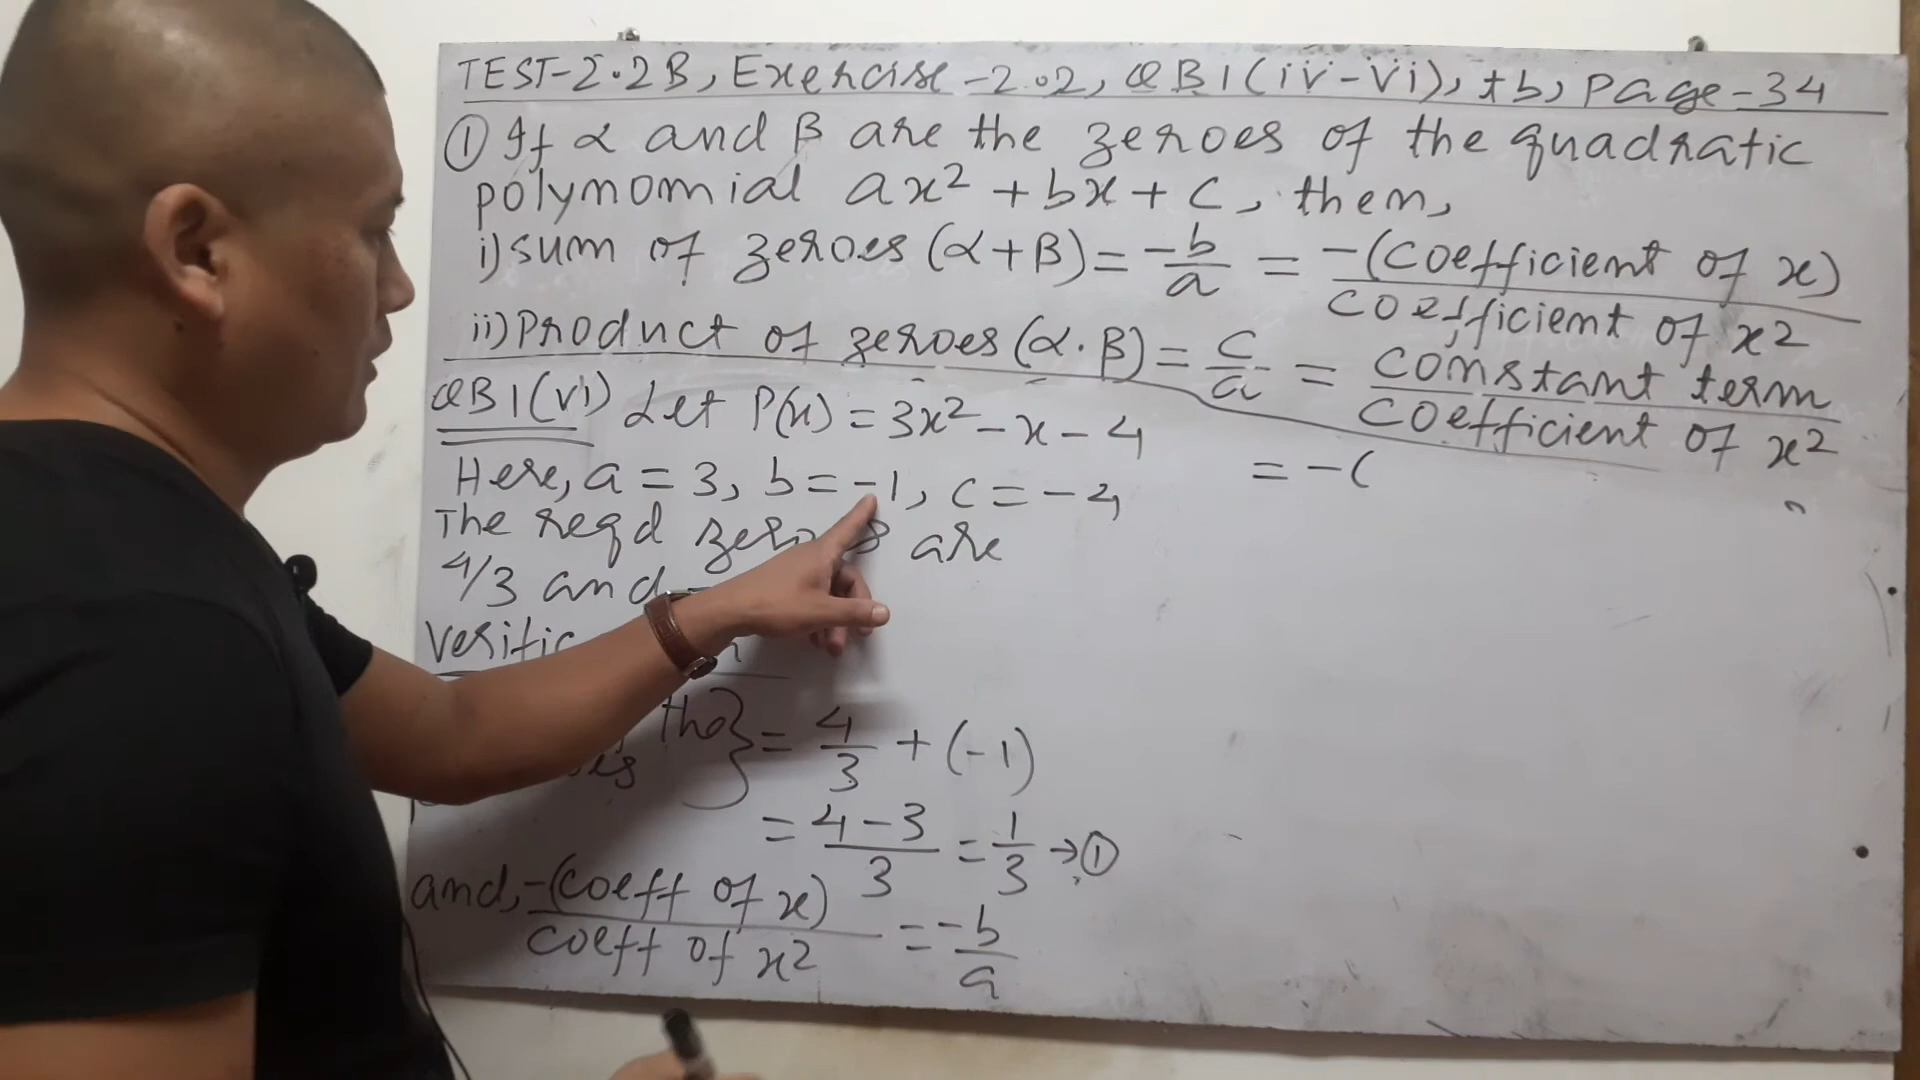 TEST-2.2B, Exercise-2.02, QB1(iv-vi), tb, page-34
① If α and β are the zeroes of the quadratic
polynomial ax² + bx + c, then,
i) sum of zeroes (α+β) = -b/a = -(coefficient of x)/coefficient of x²
ii) Product of zeroes (α.β) = c/a = constant term/coefficient of x²
QB1(vi) Let P(x) = 3x² - x - 4
Here, a = 3, b = -1, c = -4
= -(
The reqd zeroes are
4/3 and
the } = 4/3 + (-1)
= 4-3/3 = 1/3 → ①
and, -(coeff of x)/coeff of x² = -b/a